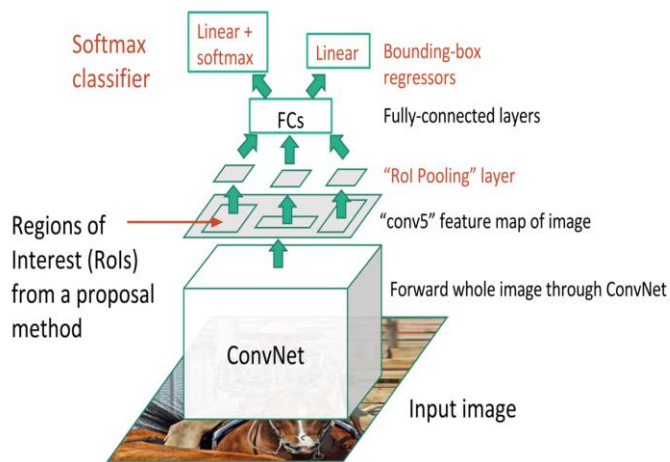 Softmax
classifier
Linear +
softmax
Linear
Bounding-box
regressors
FCs
Fully-connected layers
"RoI Pooling" layer
Regions of
Interest (RoIs)
from a proposal
method
"conv5" feature map of image
Forward whole image through ConvNet
ConvNet
Input image